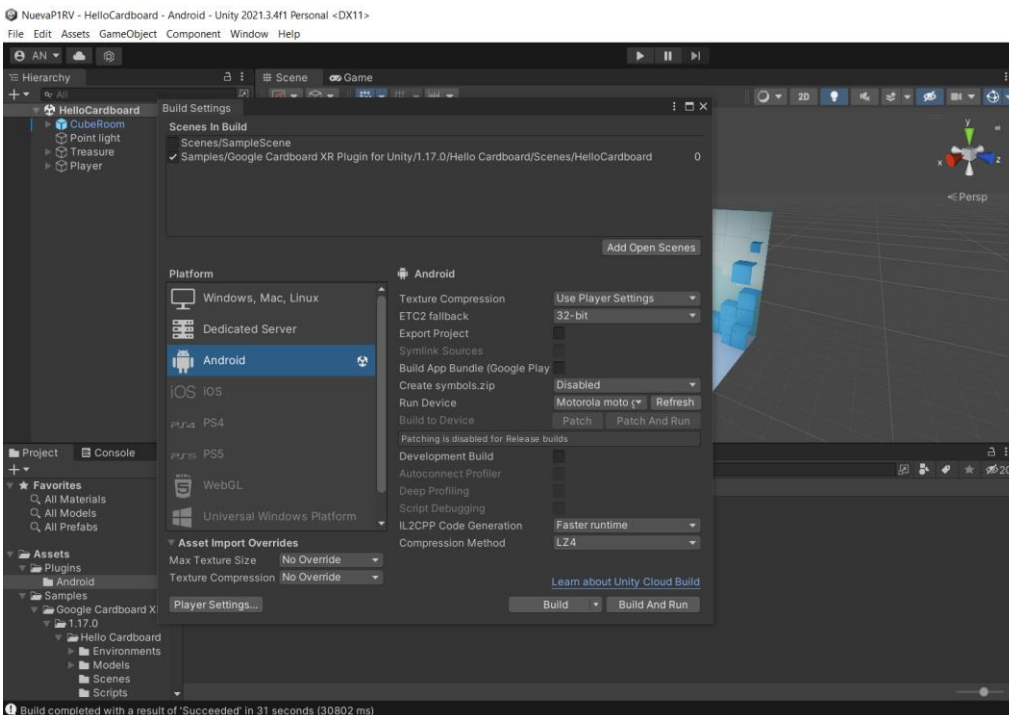 NuevaP1RV - HelloCardboard - Android - Unity 2021.3.4f1 Personal <DX11>
File Edit Assets GameObject Component Window Help
AN
Hierarchy
Scene
Game
All
2D
HelloCardboard
CubeRoom
Point light
Treasure
Player
Build Settings
Scenes In Build
Scenes/SampleScene
Samples/Google Cardboard XR Plugin for Unity/1.17.0/Hello Cardboard/Scenes/HelloCardboard 0
Add Open Scenes
y
x
z
Persp
Platform
Windows, Mac, Linux
Dedicated Server
Android
iOS iOS
PS4
PS5
WebGL
Universal Windows Platform
Android
Texture Compression Use Player Settings
ETC2 fallback 32-bit
Export Project
Symlink Sources
Build App Bundle (Google Play
Create symbols.zip Disabled
Run Device Motorola moto Refresh
Build to Device Patch Patch And Run
Patching is disabled for Release builds
Development Build
Autoconnect Profiler
Deep Profiling
Script Debugging
IL2CPP Code Generation Faster runtime
Compression Method LZ4
Asset Import Overrides
Max Texture Size No Override
Texture Compression No Override
Learn about Unity Cloud Build
Player Settings...
Build
Build And Run
Project
Console
20
Favorites
All Materials
All Models
All Prefabs
Assets
Plugins
Android
Samples
Google Cardboard X
1.17.0
Hello Cardboard
Environments
Models
Scenes
Scripts
Build completed with a result of 'Succeeded' in 31 seconds (30802 ms)